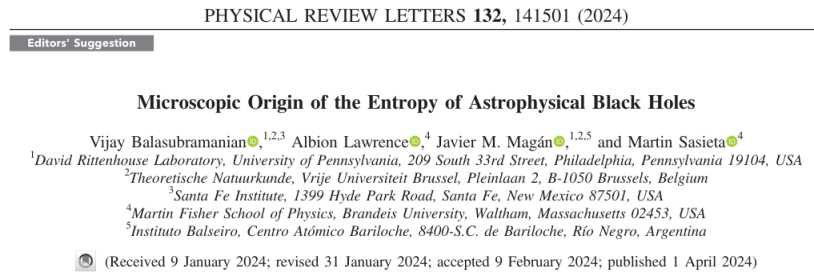 PHYSICAL REVIEW LETTERS 132, 141501 (2024)
Editors' Suggestion
Microscopic Origin of the Entropy of Astrophysical Black Holes
Vijay Balasubramanian,1,2,3 Albion Lawrence,4 Javier M. Magán,1,2,5 and Martin Sasieta4
1David Rittenhouse Laboratory, University of Pennsylvania, 209 South 33rd Street, Philadelphia, Pennsylvania 19104, USA
2Theoretische Natuurkunde, Vrije Universiteit Brussel, Pleinlaan 2, B-1050 Brussels, Belgium
3Santa Fe Institute, 1399 Hyde Park Road, Santa Fe, New Mexico 87501, USA
4Martin Fisher School of Physics, Brandeis University, Waltham, Massachusetts 02453, USA
5Instituto Balseiro, Centro Atómico Bariloche, 8400-S.C. de Bariloche, Río Negro, Argentina
(Received 9 January 2024; revised 31 January 2024; accepted 9 February 2024; published 1 April 2024)